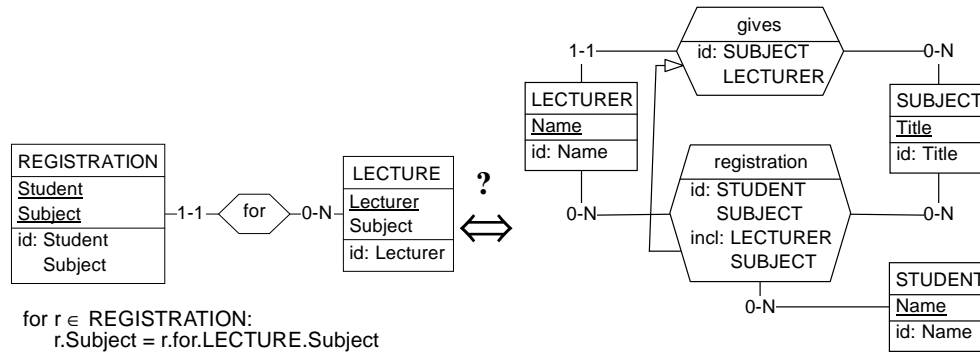 REGISTRATION
Student
Subject
id: Student
Subject
1-1
for
0-N
LECTURE
Lecturer
Subject
id: Lecturer
for r ∈ REGISTRATION:
r.Subject = r.for.LECTURE.Subject
?
gives
id: SUBJECT
LECTURER
1-1
0-N
LECTURER
Name
id: Name
SUBJECT
Title
id: Title
registration
id: STUDENT
SUBJECT
incl: LECTURER
SUBJECT
0-N
0-N
0-N
STUDENT
Name
id: Name